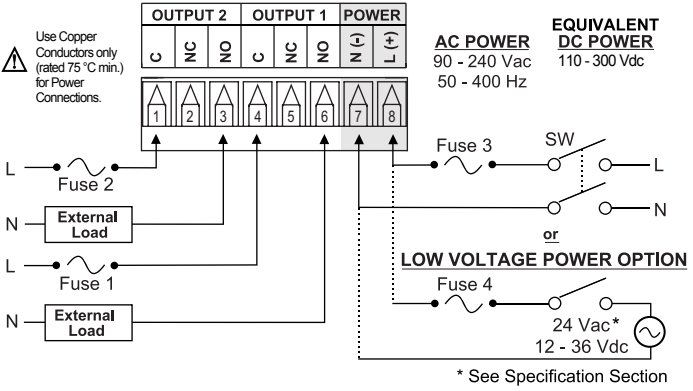 OUTPUT 2 OUTPUT 1 POWER
C NC NO C NC NO N (-) L (+)
1 2 3 4 5 6 7 8
Use Copper
Conductors only
(rated 75 °C min.)
for Power
Connections.
AC POWER
90 - 240 Vac
50 - 400 Hz
EQUIVALENT
DC POWER
110 - 300 Vdc
L
Fuse 2
N
External
Load
L
Fuse 1
N
External
Load
Fuse 3
SW
L
N
or
LOW VOLTAGE POWER OPTION
Fuse 4
24 Vac*
12 - 36 Vdc
* See Specification Section